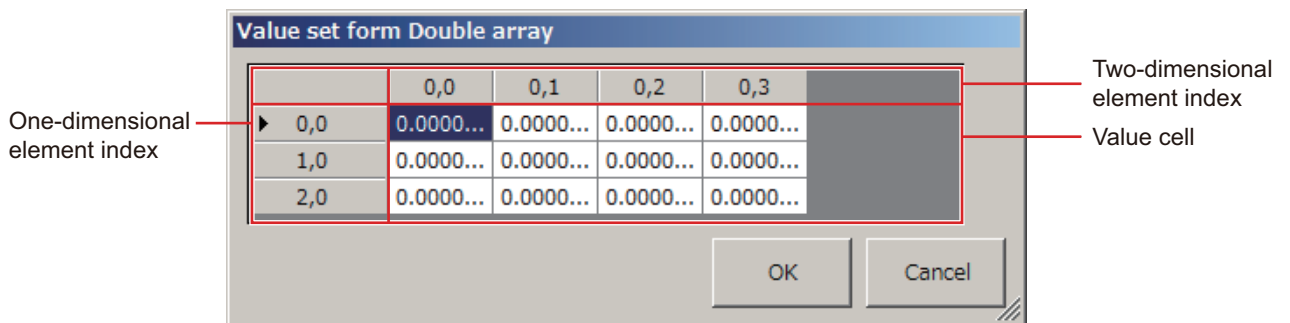 Value set form Double array
0,0 0,1 0,2 0,3
0,0 0.0000... 0.0000... 0.0000... 0.0000...
1,0 0.0000... 0.0000... 0.0000... 0.0000...
2,0 0.0000... 0.0000... 0.0000... 0.0000...
OK Cancel
One-dimensional
element index
Two-dimensional
element index
Value cell